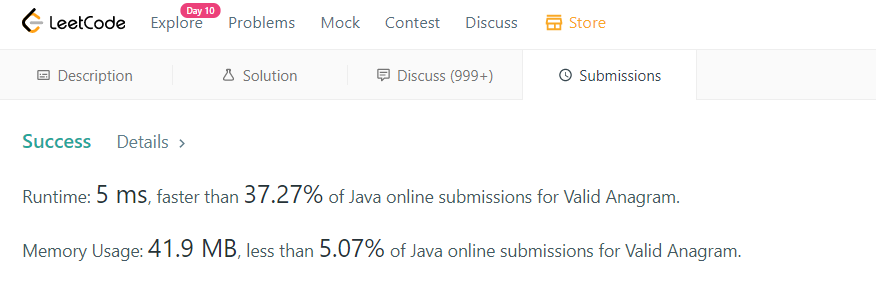 Day 10
LeetCode Explore Problems Mock Contest Discuss Store
Description Solution Discuss (999+) Submissions
Success Details >
Runtime: 5 ms, faster than 37.27% of Java online submissions for Valid Anagram.
Memory Usage: 41.9 MB, less than 5.07% of Java online submissions for Valid Anagram.